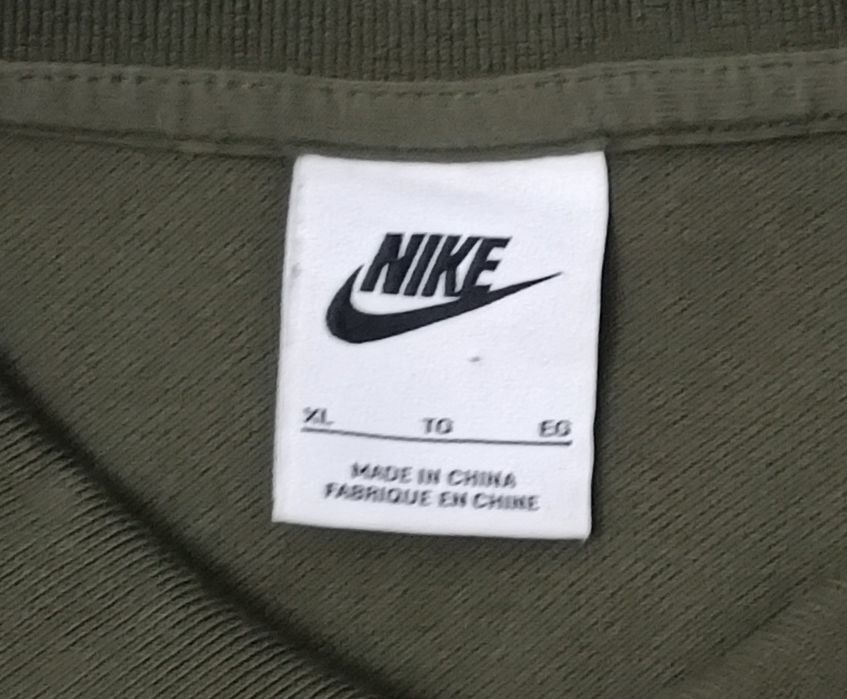 NIKE
XL TG EG
MADE IN CHINA
FABRIQUE EN CHINE